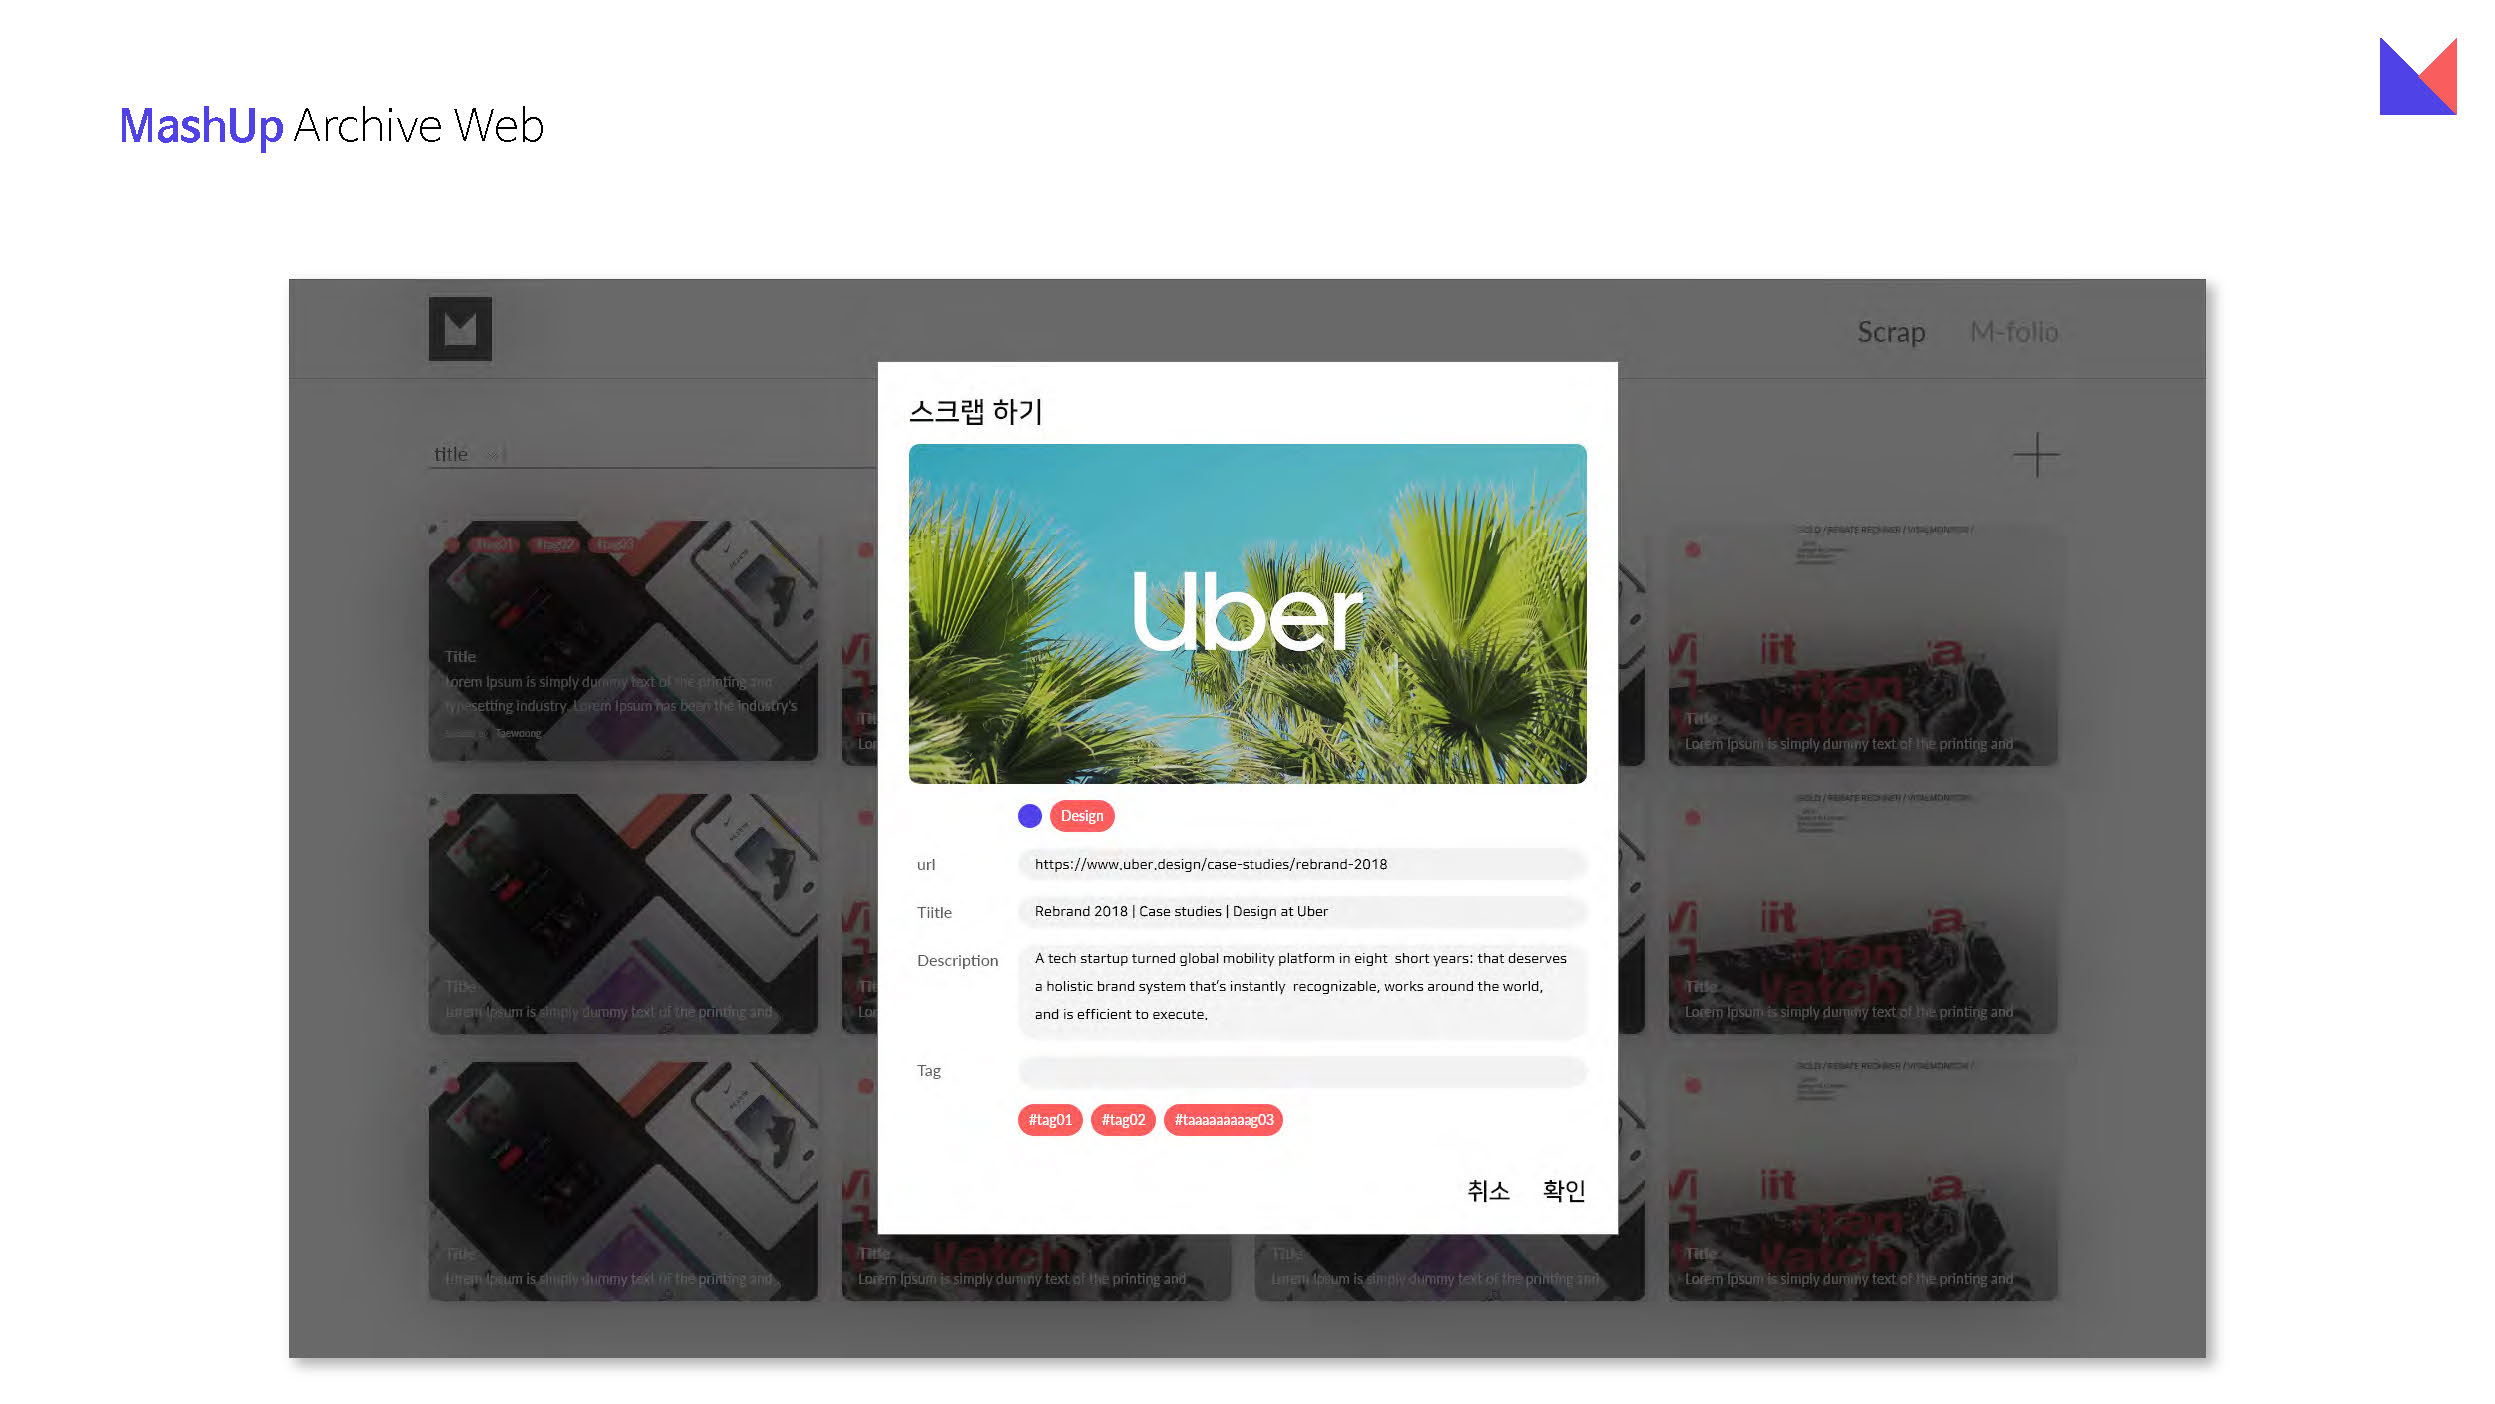 MashUp Archive Web
Scrap M-folio
스크랩 하기
title
Uber
#tag01 #tag02 #tag03
Title
Lorem Ipsum is simply dummy text of the printing and
typesetting industry. Lorem Ipsum has been the industry's
Taewoong
Title
Lorem Ipsum is simply dummy text of the printing and
Design
url https://www.uber.design/case-studies/rebrand-2018
Tiitle Rebrand 2018 | Case studies | Design at Uber
Description A tech startup turned global mobility platform in eight short years: that deserves
a holistic brand system that's instantly recognizable, works around the world,
and is efficient to execute.
Tag
#tag01 #tag02 #taaaaaaaaag03
취소 확인
Title
Lorem Ipsum is simply dummy text of the printing and
Title
Lorem Ipsum is simply dummy text of the printing and
Title
Lorem Ipsum is simply dummy text of the printing and
Title
Lorem Ipsum is simply dummy text of the printing and
Title
Lorem Ipsum is simply dummy text of the printing and
Title
Lorem Ipsum is simply dummy text of the printing and